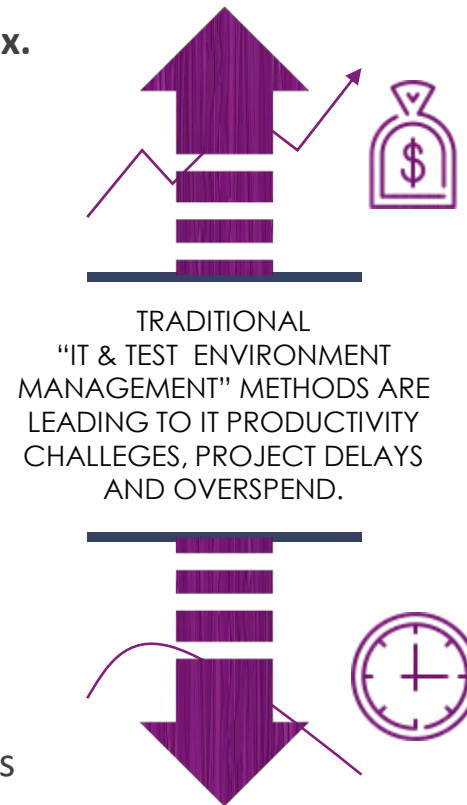 x.
$
TRADITIONAL
“IT & TEST ENVIRONMENT
MANAGEMENT” METHODS ARE
LEADING TO IT PRODUCTIVITY
CHALLEGES, PROJECT DELAYS
AND OVERSPEND.
s